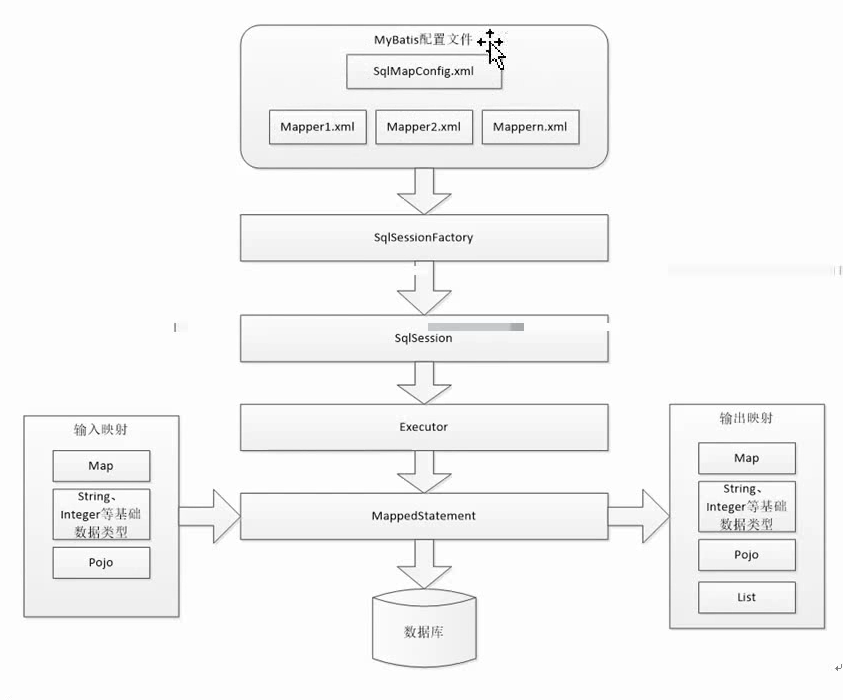 MyBatis配置文件
SqlMapConfig.xml
Mapper1.xml
Mapper2.xml
Mappern.xml
SqlSessionFactory
SqlSession
Executor
输入映射
Map
String、
Integer等基础
数据类型
Pojo
MappedStatement
输出映射
Map
String、
Integer等基础
数据类型
Pojo
List
数据库